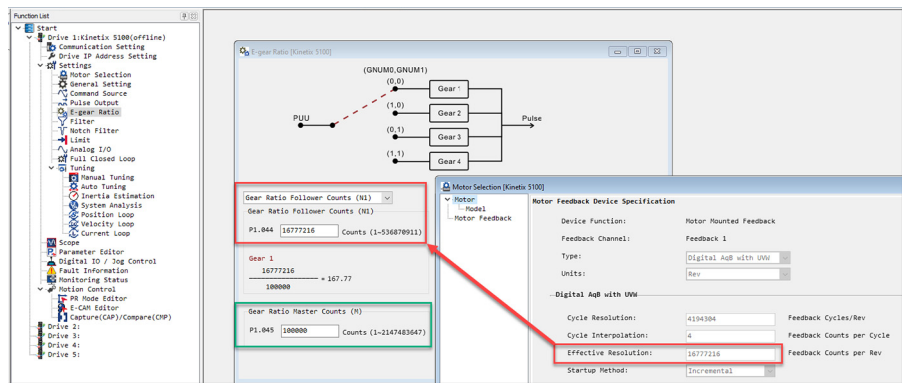 Function List
Start
Drive 1:Kinetix 5100(offline)
Communication Setting
Drive IP Address Setting
Settings
Motor Selection
General Setting
Command Source
Pulse Output
E-gear Ratio
Filter
Notch Filter
Limit
Analog I/O
Full Closed Loop
Tuning
Manual Tuning
Auto Tuning
Inertia Estimation
System Analysis
Position Loop
Velocity Loop
Current Loop
Scope
Parameter Editor
Digital IO / Jog Control
Fault Information
Monitoring Status
Motion Control
PR Mode Editor
E-CAM Editor
Capture(CAP)/Compare(CMP)
Drive 2:
Drive 3:
Drive 4:
Drive 5:
E-gear Ratio [Kinetix 5100]
(GNUM0,GNUM1)
(0,0)
Gear 1
(1,0)
Gear 2
PUU
Pulse
(0,1)
Gear 3
(1,1)
Gear 4
Gear Ratio Follower Counts (N1)
Gear Ratio Follower Counts (N1)
P1.044 16777216 Counts (1~536870911)
Gear 1
16777216
= 167.77
100000
Gear Ratio Master Counts (M)
P1.045 100000 Counts (1~2147483647)
Motor Selection [Kinetix 5100]
Motor
Model
Motor Feedback
Motor Feedback Device Specification
Device Function: Motor Mounted Feedback
Feedback Channel: Feedback 1
Type: Digital AqB with UVW
Units: Rev
Digital AqB with UVW
Cycle Resolution: 4194304 Feedback Cycles/Rev
Cycle Interpolation: 4 Feedback Counts per Cycle
Effective Resolution: 16777216 Feedback Counts per Rev
Startup Method: Incremental